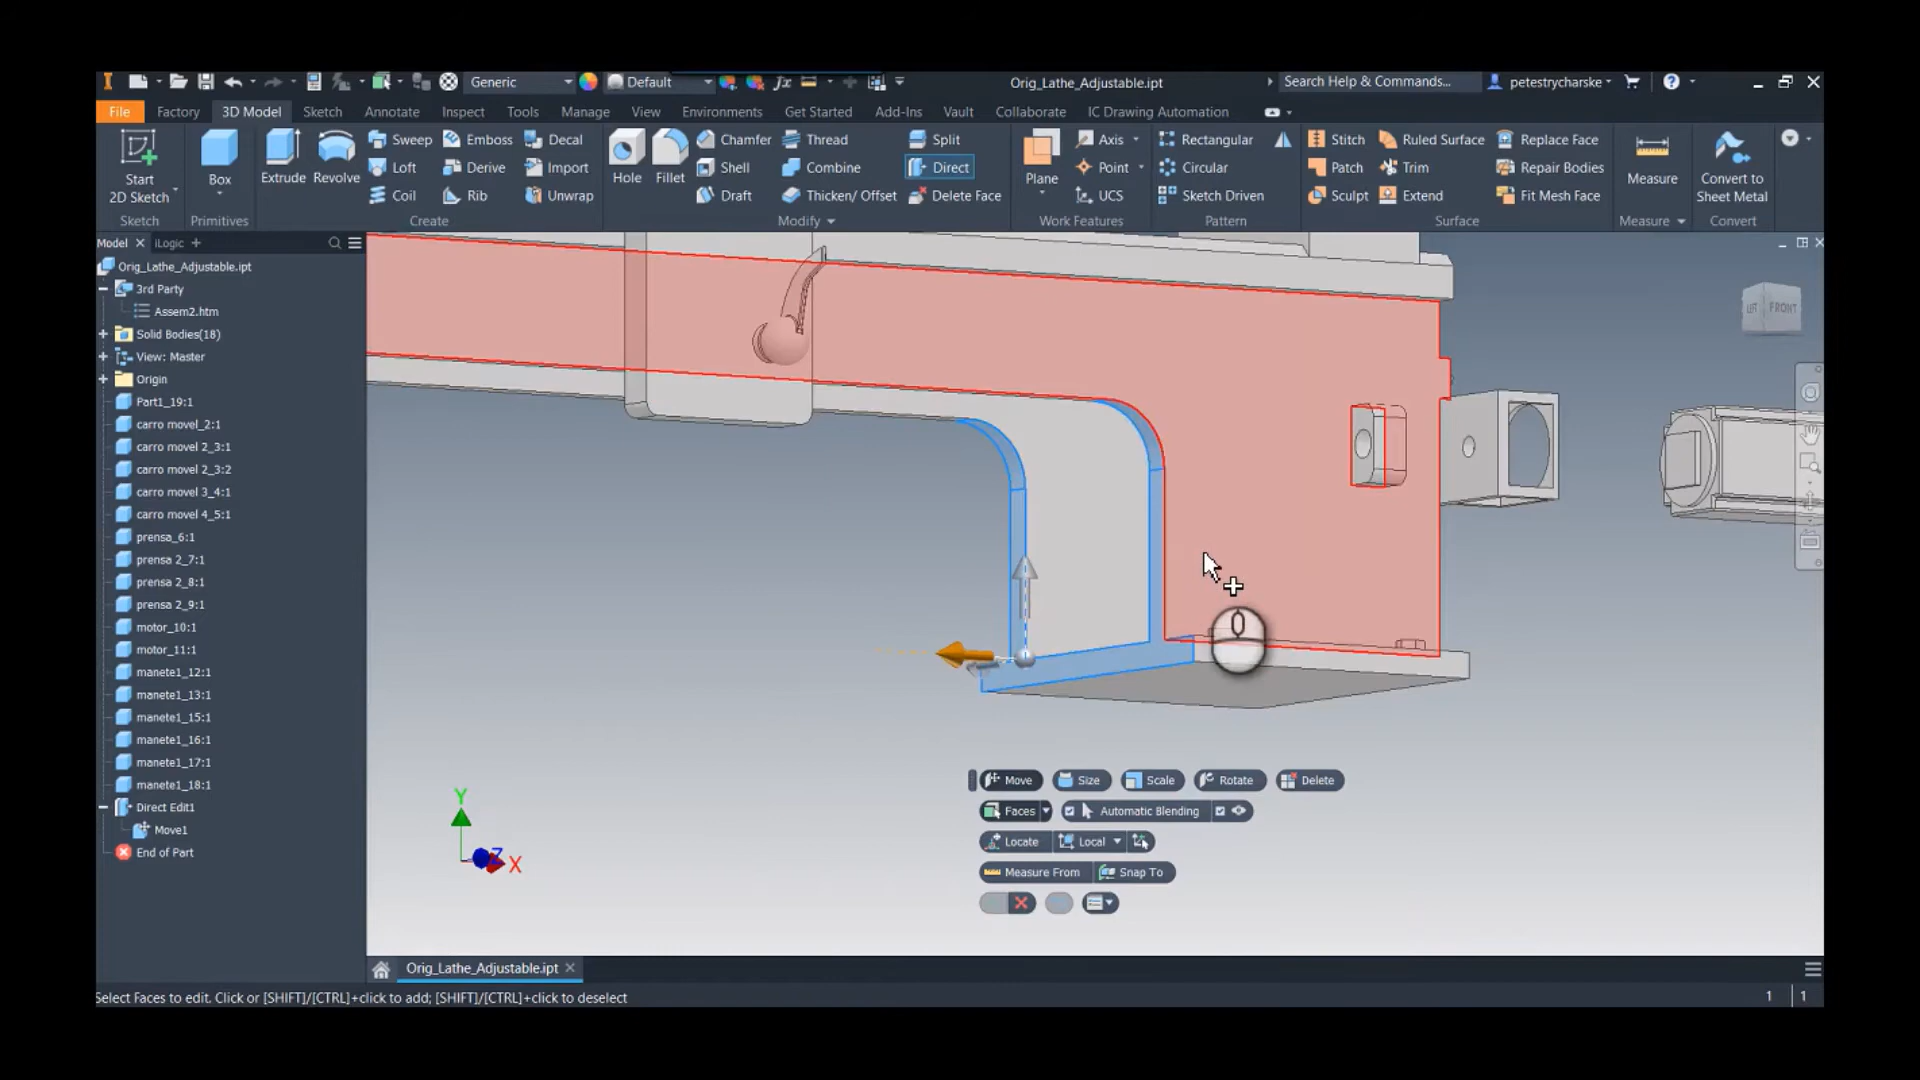 Generic
Default
Orig_Lathe_Adjustable.ipt
Search Help & Commands...
petestrycharske
File
Factory
3D Model
Sketch
Annotate
Inspect
Tools
Manage
View
Environments
Get Started
Add-Ins
Vault
Collaborate
IC Drawing Automation
Start
2D Sketch
Box
Extrude
Revolve
Sweep
Emboss
Decal
Loft
Derive
Import
Coil
Rib
Unwrap
Hole
Fillet
Chamfer
Thread
Split
Shell
Combine
Direct
Draft
Thicken/ Offset
Delete Face
Plane
Axis
Point
UCS
Rectangular
Circular
Sketch Driven
Stitch
Ruled Surface
Replace Face
Patch
Trim
Repair Bodies
Sculpt
Extend
Fit Mesh Face
Measure
Convert to
Sheet Metal
Sketch
Primitives
Create
Modify
Work Features
Pattern
Surface
Measure
Convert
Model
iLogic
Orig_Lathe_Adjustable.ipt
3rd Party
Assem2.htm
Solid Bodies(18)
View: Master
Origin
Part1_19:1
carro movel_2:1
carro movel 2_3:1
carro movel 2_3:2
carro movel 3_4:1
carro movel 4_5:1
prensa_6:1
prensa 2_7:1
prensa 2_8:1
prensa 2_9:1
motor_10:1
motor_11:1
manete1_12:1
manete1_13:1
manete1_15:1
manete1_16:1
manete1_17:1
manete1_18:1
Direct Edit1
Move1
End of Part
LEFT
FRONT
Y
Z
X
Move
Size
Scale
Rotate
Delete
Faces
Automatic Blending
Locate
Local
Measure From
Snap To
Orig_Lathe_Adjustable.ipt
Select Faces to edit. Click or [SHIFT]/[CTRL]+click to add; [SHIFT]/[CTRL]+click to deselect
1
1